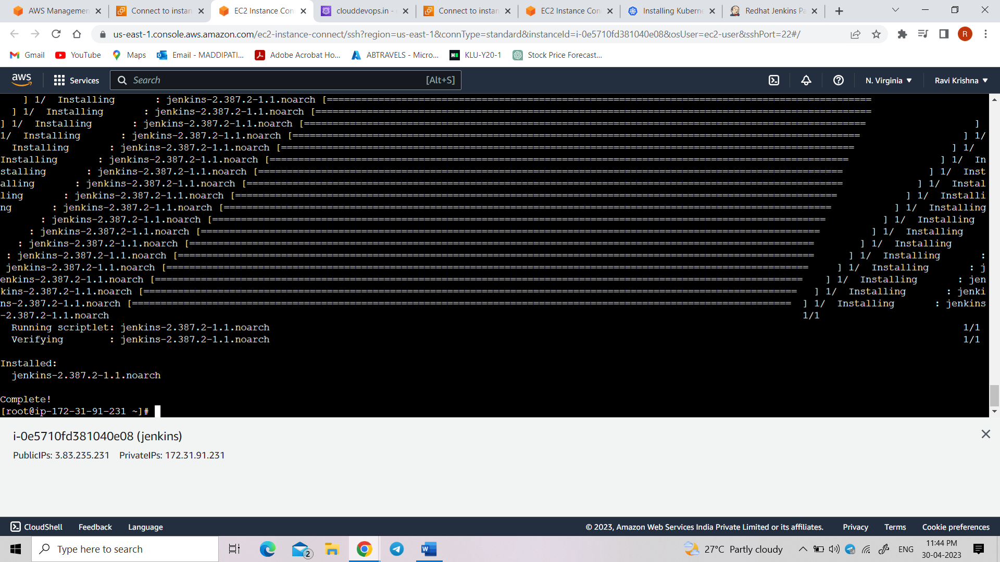 AWS Managemen
Connect to instan
EC2 Instance Con
clouddevops.in -
Connect to instan
EC2 Instance Con
Installing Kuberne
Redhat Jenkins Pa
us-east-1.console.aws.amazon.com/ec2-instance-connect/ssh?region=us-east-1&connType=standard&instanceId=i-0e5710fd381040e08&osUser=ec2-user&sshPort=22#/
R
Gmail
YouTube
Maps
Email - MADDIPATI...
Adobe Acrobat Ho...
ABTRAVELS - Micro...
KLU-Y20-1
Stock Price Forecast...
aws
Services
Search
[Alt+S]
N. Virginia
Ravi Krishna
] 1/  Installing       : jenkins-2.387.2-1.1.noarch [===============================================================================================
] 1/  Installing       : jenkins-2.387.2-1.1.noarch [=================================================================================================
] 1/  Installing       : jenkins-2.387.2-1.1.noarch [================================================================================================== ]
1/  Installing       : jenkins-2.387.2-1.1.noarch [=================================================================================================== ] 1/
Installing       : jenkins-2.387.2-1.1.noarch [==================================================================================================== ] 1/
Installing       : jenkins-2.387.2-1.1.noarch [===================================================================================================== ] 1/  In
stalling       : jenkins-2.387.2-1.1.noarch [====================================================================================================== ] 1/  Inst
alling       : jenkins-2.387.2-1.1.noarch [======================================================================================================== ] 1/  Instal
ling       : jenkins-2.387.2-1.1.noarch [========================================================================================================= ] 1/  Installi
ng       : jenkins-2.387.2-1.1.noarch [========================================================================================================== ] 1/  Installing
: jenkins-2.387.2-1.1.noarch [=========================================================================================================== ] 1/  Installing
: jenkins-2.387.2-1.1.noarch [============================================================================================================ ] 1/  Installing
: jenkins-2.387.2-1.1.noarch [============================================================================================================= ] 1/  Installing
: jenkins-2.387.2-1.1.noarch [=============================================================================================================== ] 1/  Installing       :
jenkins-2.387.2-1.1.noarch [================================================================================================================ ] 1/  Installing       : j
enkins-2.387.2-1.1.noarch [================================================================================================================= ] 1/  Installing       : jen
kins-2.387.2-1.1.noarch [================================================================================================================== ] 1/  Installing       : jenki
ns-2.387.2-1.1.noarch [=================================================================================================================== ] 1/  Installing       : jenkins
-2.387.2-1.1.noarch 1/1
Running scriptlet: jenkins-2.387.2-1.1.noarch 1/1
Verifying        : jenkins-2.387.2-1.1.noarch 1/1
Installed:
jenkins-2.387.2-1.1.noarch
Complete!
[root@ip-172-31-91-231 ~]#
i-0e5710fd381040e08 (jenkins)
PublicIPs: 3.83.235.231    PrivateIPs: 172.31.91.231
CloudShell
Feedback
Language
© 2023, Amazon Web Services India Private Limited or its affiliates.
Privacy
Terms
Cookie preferences
Type here to search
2
27°C  Partly cloudy
ENG
11:44 PM
30-04-2023